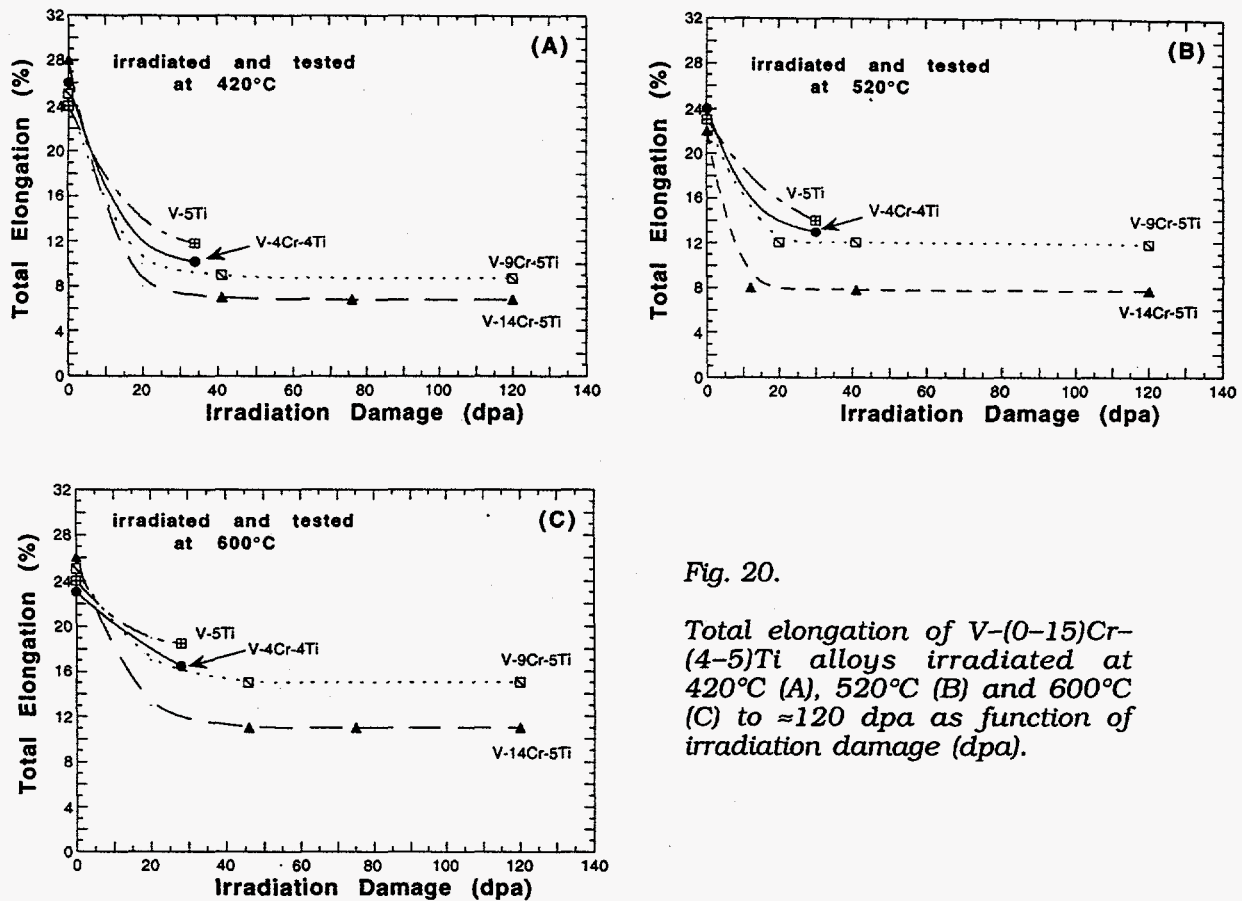 (A)
irradiated and tested
at 420°C
Total Elongation (%)
32
28
24
20
16
12
8
4
0
V-5Ti
V-4Cr-4Ti
V-9Cr-5Ti
V-14Cr-5Ti
0 20 40 60 80 100 120 140
Irradiation Damage (dpa)
(B)
irradiated and tested
at 520°C
Total Elongation (%)
32
28
24
20
16
12
8
4
0
V-5Ti
V-4Cr-4Ti
V-9Cr-5Ti
V-14Cr-5Ti
0 20 40 60 80 100 120 140
Irradiation Damage (dpa)
(C)
irradiated and tested
at 600°C
Total Elongation (%)
32
28
24
20
16
12
8
4
0
V-5Ti
V-4Cr-4Ti
V-9Cr-5Ti
V-14Cr-5Ti
0 20 40 60 80 100 120 140
Irradiation Damage (dpa)
Fig. 20.
Total elongation of V–(0–15)Cr–
(4–5)Ti alloys irradiated at
420°C (A), 520°C (B) and 600°C
(C) to ≈120 dpa as function of
irradiation damage (dpa).